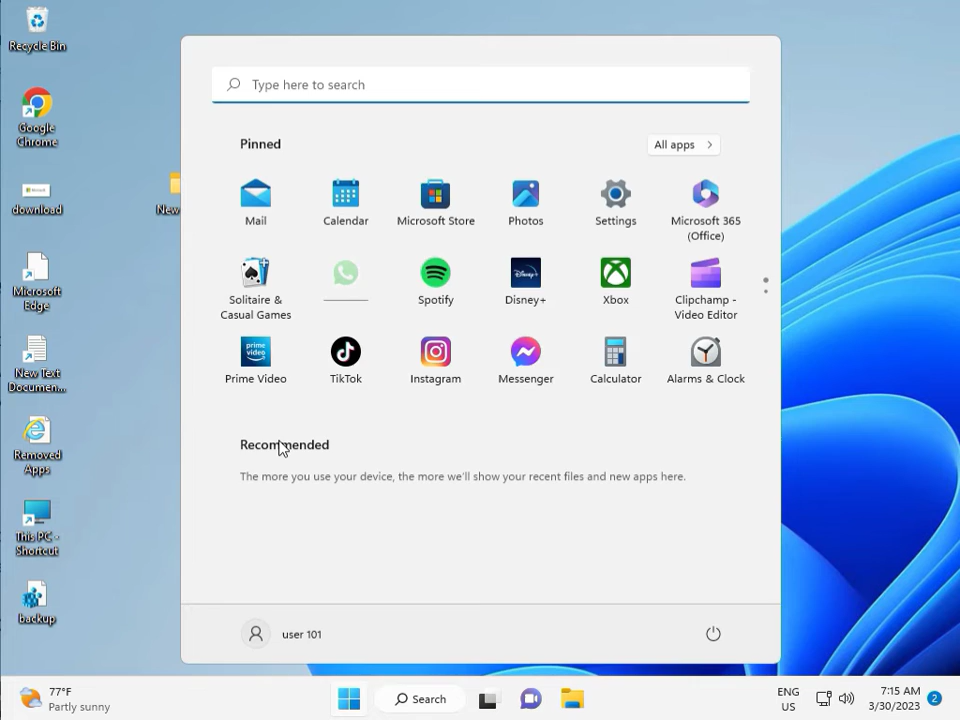 Recycle Bin
Google
Chrome
download
New
Microsoft
Edge
New Text
Documen...
Removed
Apps
This PC -
Shortcut
backup
Type here to search
Pinned
All apps
Mail
Calendar
Microsoft Store
Photos
Settings
Microsoft 365
(Office)
Solitaire &
Casual Games
Spotify
Disney+
Xbox
Clipchamp -
Video Editor
prime
video
Prime Video
TikTok
Instagram
Messenger
Calculator
Alarms & Clock
Recommended
The more you use your device, the more we'll show your recent files and new apps here.
user 101
77°F
Partly sunny
Search
ENG
US
7:15 AM
3/30/2023
2